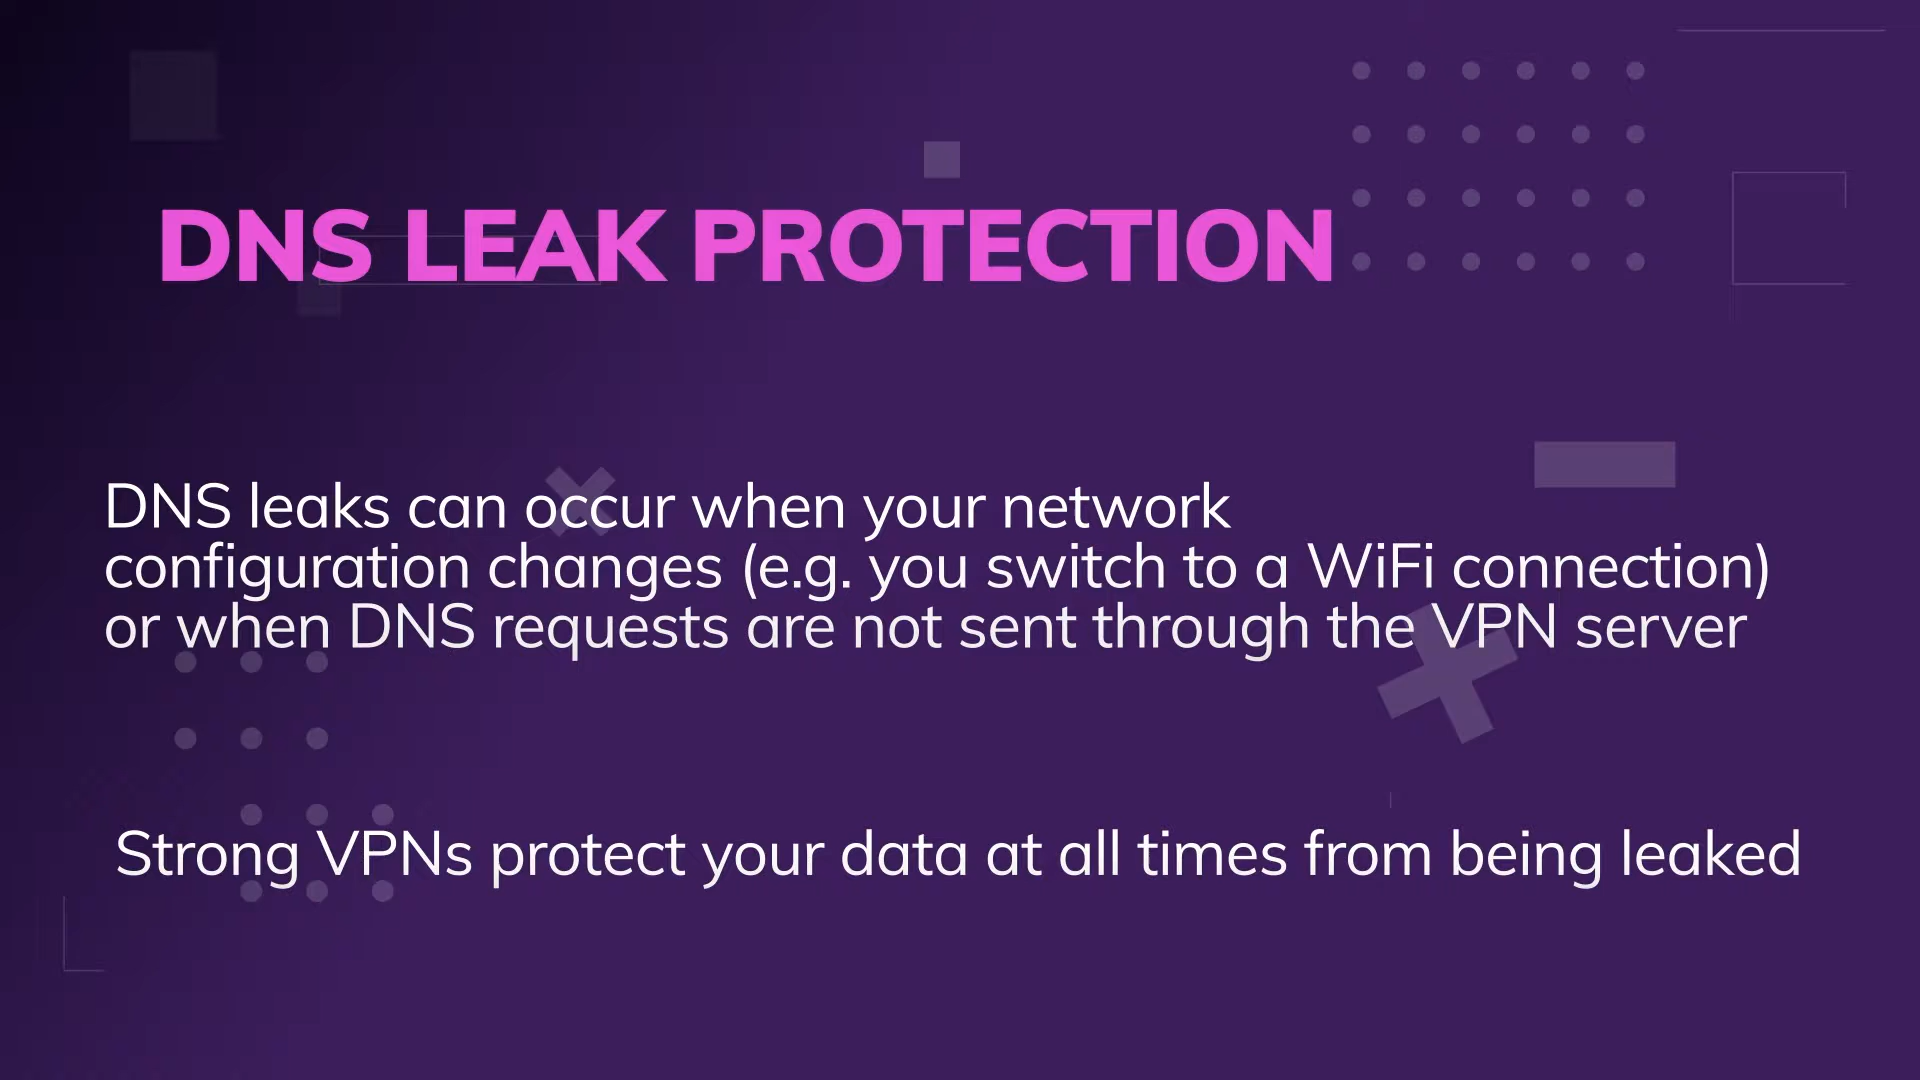 DNS LEAK PROTECTION
DNS leaks can occur when your network
configuration changes (e.g. you switch to a WiFi connection)
or when DNS requests are not sent through the VPN server
Strong VPNs protect your data at all times from being leaked